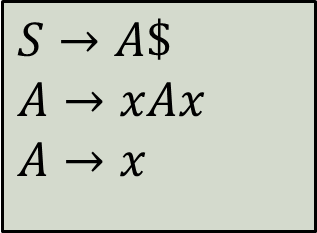 S → A$
A → xAx
A → x